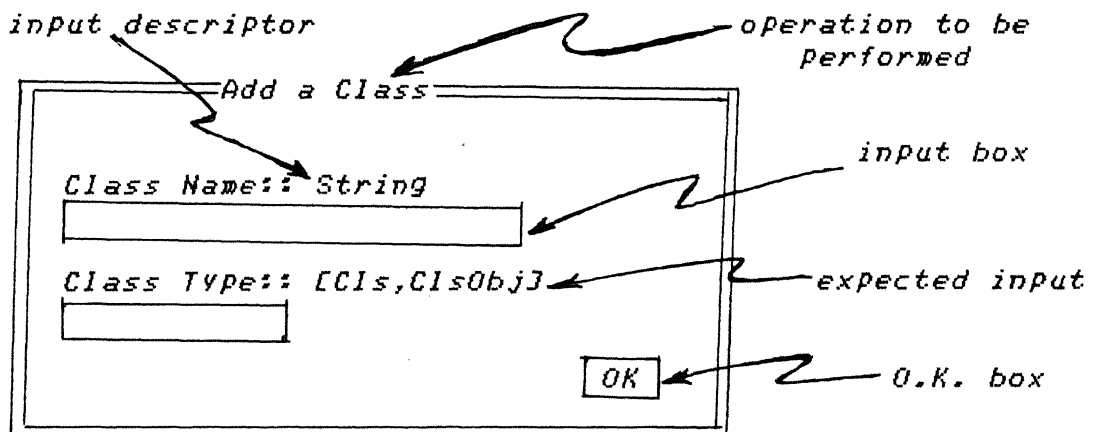 input descriptor
operation to be
performed
Add a Class
input box
Class Name:: String
Class Type:: [Cls,ClsObj]
expected input
OK
O.K. box